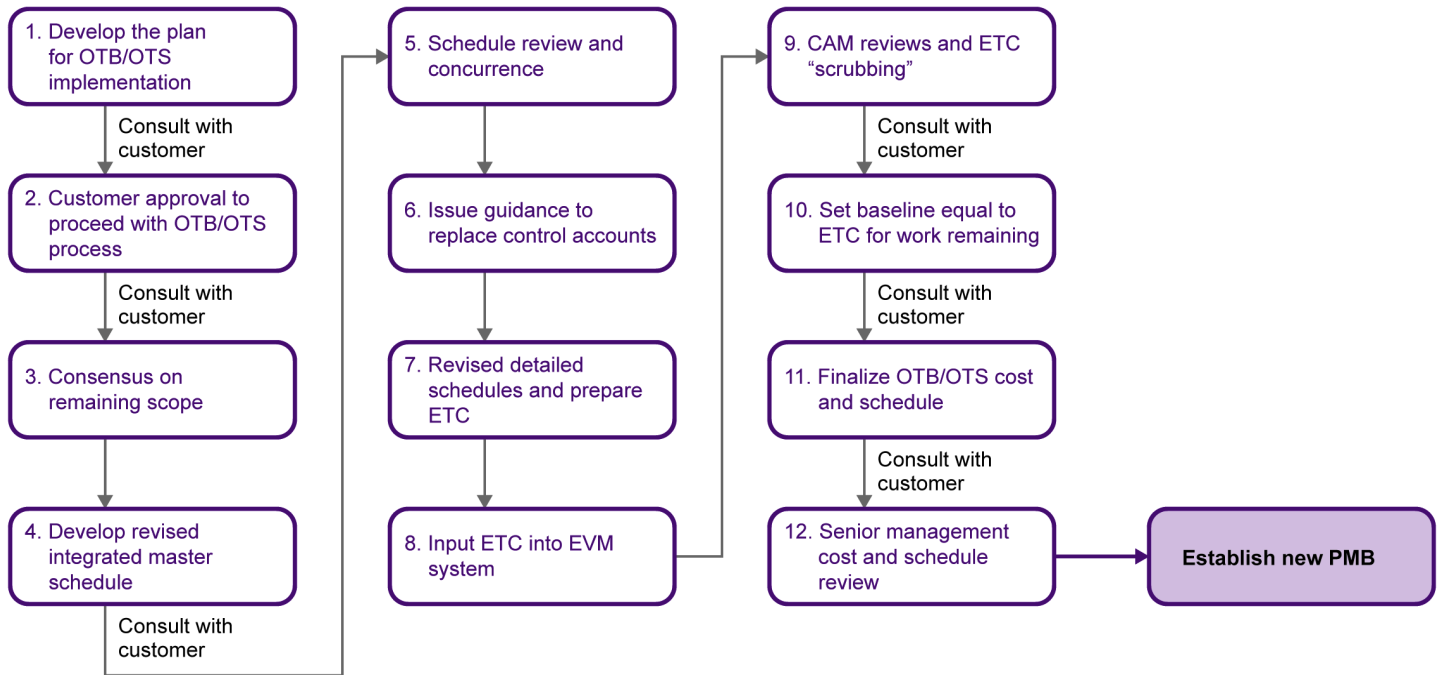 1. Develop the plan
for OTB/OTS
implementation
Consult with
customer
2. Customer approval to
proceed with OTB/OTS
process
Consult with
customer
3. Consensus on
remaining scope
4. Develop revised
integrated master
schedule
Consult with
customer
5. Schedule review and
concurrence
6. Issue guidance to
replace control accounts
7. Revised detailed
schedules and prepare
ETC
8. Input ETC into EVM
system
9. CAM reviews and ETC
“scrubbing”
Consult with
customer
10. Set baseline equal to
ETC for work remaining
Consult with
customer
11. Finalize OTB/OTS cost
and schedule
Consult with
customer
12. Senior management
cost and schedule
review
Establish new PMB